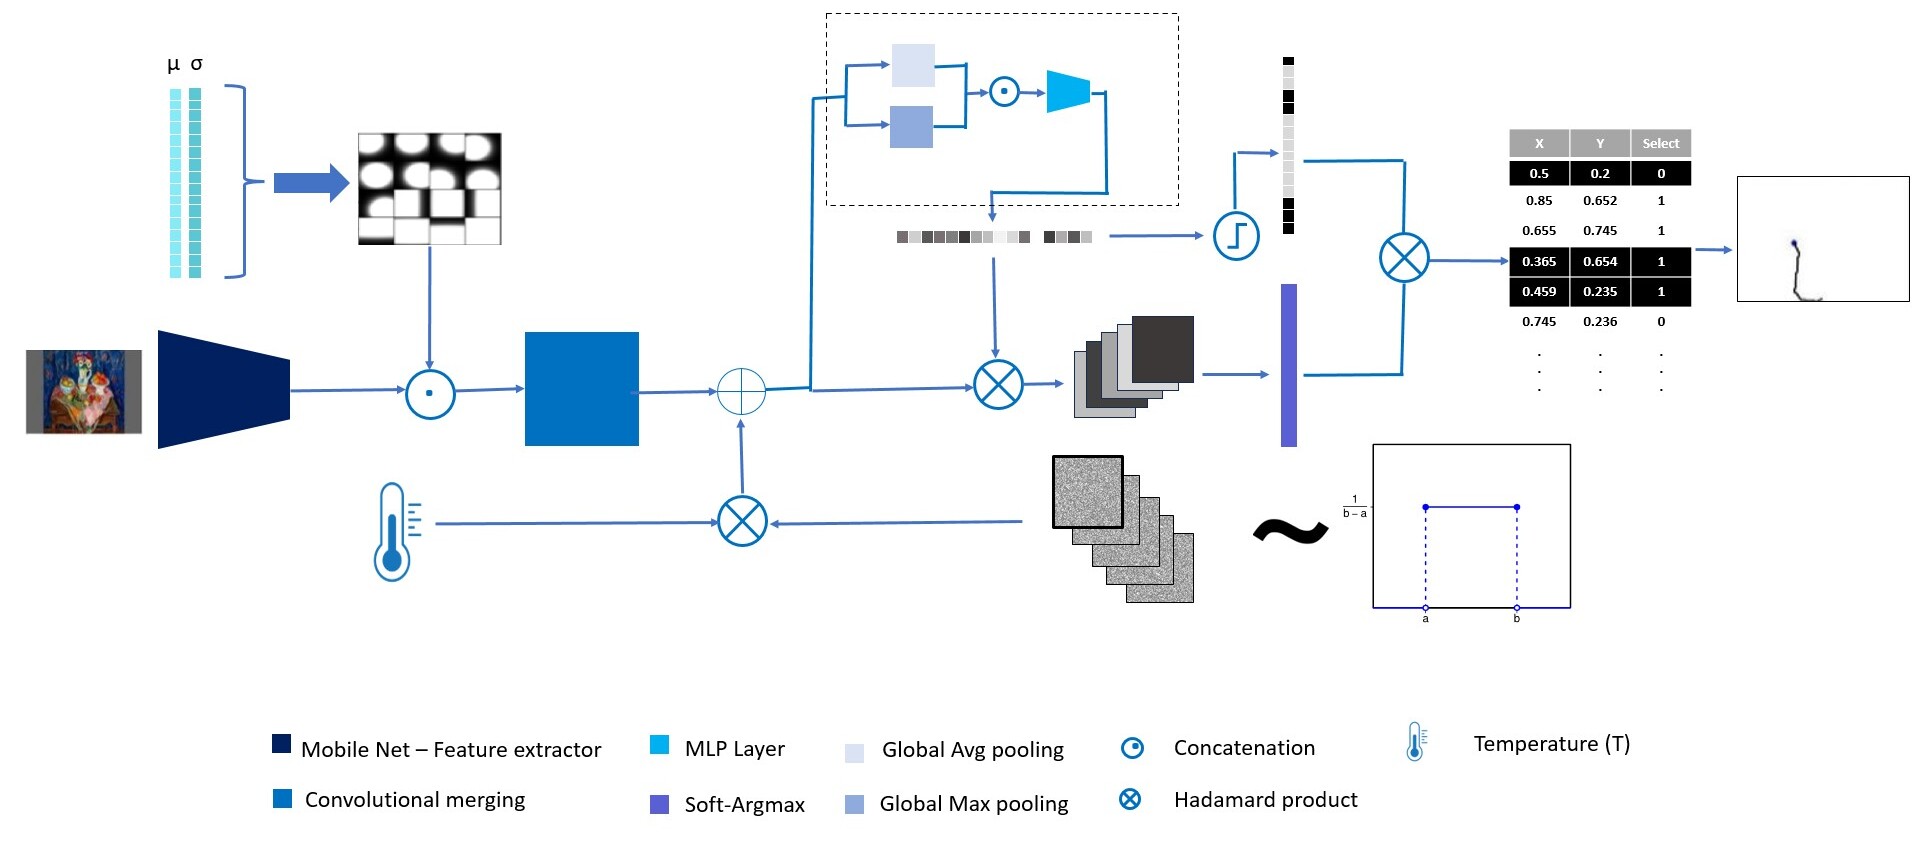 μ σ
X Y Select
0.5 0.2 0
0.85 0.652 1
0.655 0.745 1
0.365 0.654 1
0.459 0.235 1
0.745 0.236 0
. . .
. . .
. . .
1
b – a
a b
Mobile Net – Feature extractor
MLP Layer
Global Avg pooling
Concatenation
Temperature (T)
Convolutional merging
Soft-Argmax
Global Max pooling
Hadamard product